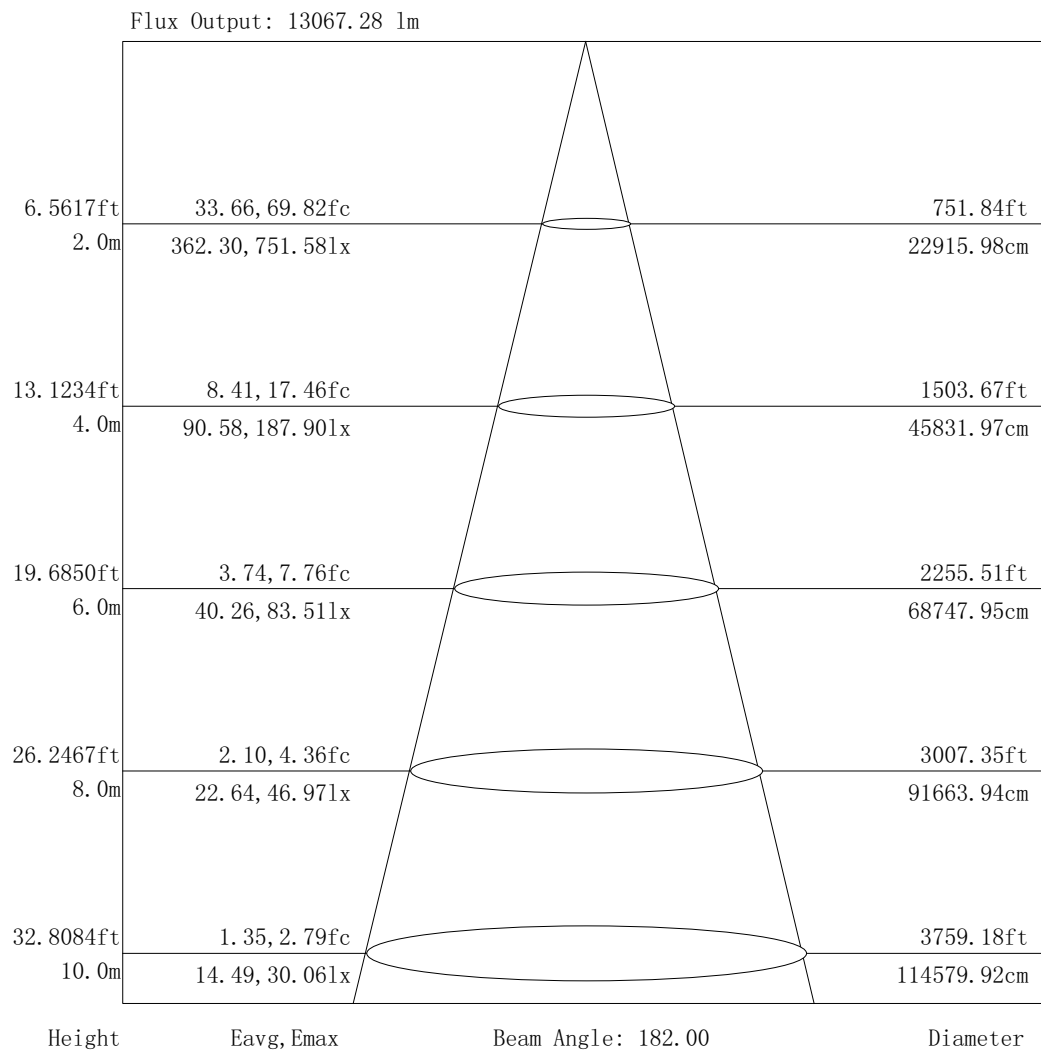 Flux Output: 13067.28 lm
6.5617ft 33.66,69.82fc 751.84ft
2.0m 362.30,751.58lx 22915.98cm
13.1234ft 8.41,17.46fc 1503.67ft
4.0m 90.58,187.90lx 45831.97cm
19.6850ft 3.74,7.76fc 2255.51ft
6.0m 40.26,83.51lx 68747.95cm
26.2467ft 2.10,4.36fc 3007.35ft
8.0m 22.64,46.97lx 91663.94cm
32.8084ft 1.35,2.79fc 3759.18ft
10.0m 14.49,30.06lx 114579.92cm
Height Eavg,Emax Beam Angle: 182.00 Diameter